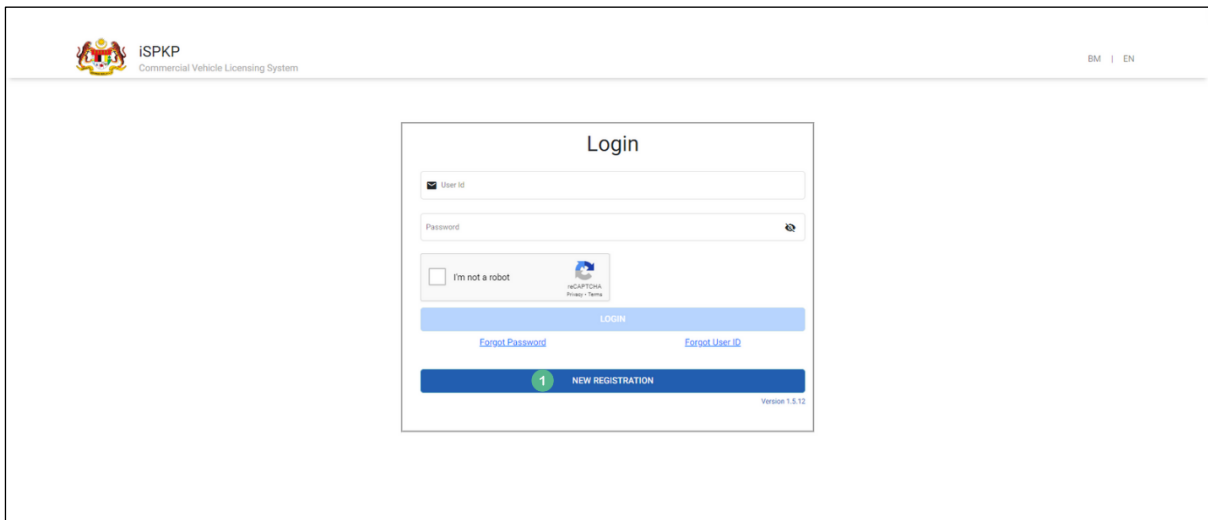 iSPKP
Commercial Vehicle Licensing System
BM | EN
Login
User Id
Password
I'm not a robot
reCAPTCHA
Privacy - Terms
LOGIN
Forgot Password
Forgot User ID
1 NEW REGISTRATION
Version 1.5.12